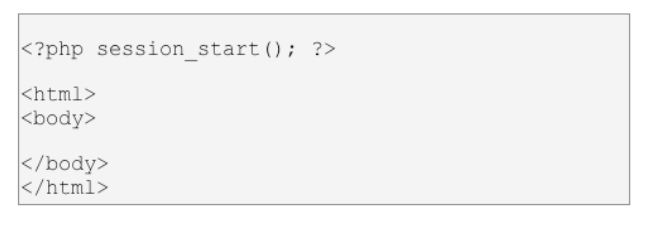 <?php session_start(); ?>
<html>
<body>
</body>
</html>